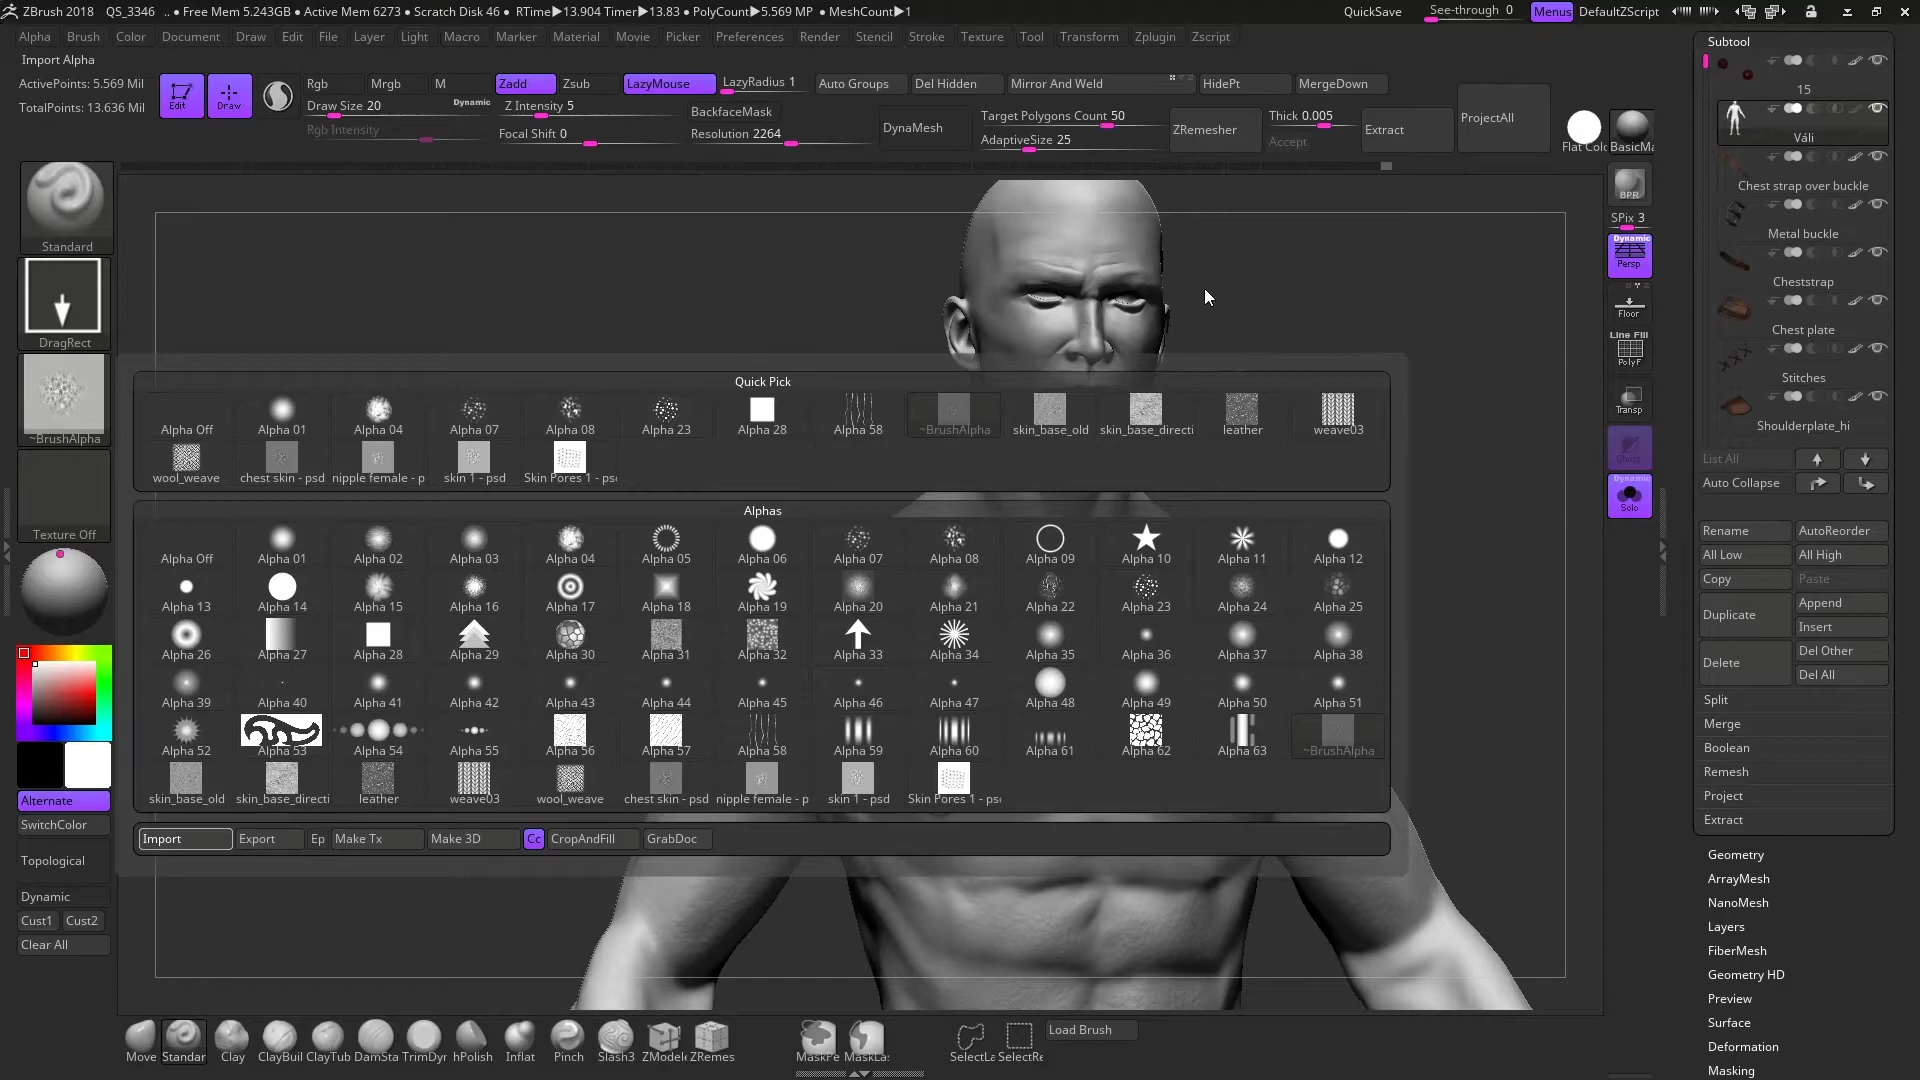 ZBrush 2018 QS_3346 .. • Free Mem 5.243GB • Active Mem 6273 • Scratch Disk 46 • RTime▶13.904 Timer▶13.83 • PolyCount▶5.569 MP • MeshCount▶1 QuickSave See-through 0 Menus DefaultZScript
Alpha Brush Color Document Draw Edit File Layer Light Macro Marker Material Movie Picker Preferences Render Stencil Stroke Texture Tool Transform Zplugin Zscript
Import Alpha
ActivePoints: 5.569 Mil
TotalPoints: 13.636 Mil
Edit Draw
Rgb Mrgb M Zadd Zsub LazyMouse LazyRadius 1 Auto Groups Del Hidden Mirror And Weld HidePt MergeDown
Draw Size 20 Dynamic Z Intensity 5 BackfaceMask
Rgb Intensity Focal Shift 0 Resolution 2264
DynaMesh
Target Polygons Count 50
AdaptiveSize 25
ZRemesher
Thick 0.005
Accept
Extract
ProjectAll
Flat Colo BasicMa
Standard
DragRect
~BrushAlpha
Texture Off
Alternate
SwitchColor
Topological
Dynamic
Cust1 Cust2
Clear All
Quick Pick
Alpha Off Alpha 01 Alpha 04 Alpha 07 Alpha 08 Alpha 23 Alpha 28 Alpha 58 ~BrushAlpha skin_base_old skin_base_directi leather weave03
wool_weave chest skin - psd nipple female - p skin 1 - psd Skin Pores 1 - ps
Alphas
Alpha Off Alpha 01 Alpha 02 Alpha 03 Alpha 04 Alpha 05 Alpha 06 Alpha 07 Alpha 08 Alpha 09 Alpha 10 Alpha 11 Alpha 12
Alpha 13 Alpha 14 Alpha 15 Alpha 16 Alpha 17 Alpha 18 Alpha 19 Alpha 20 Alpha 21 Alpha 22 Alpha 23 Alpha 24 Alpha 25
Alpha 26 Alpha 27 Alpha 28 Alpha 29 Alpha 30 Alpha 31 Alpha 32 Alpha 33 Alpha 34 Alpha 35 Alpha 36 Alpha 37 Alpha 38
Alpha 39 Alpha 40 Alpha 41 Alpha 42 Alpha 43 Alpha 44 Alpha 45 Alpha 46 Alpha 47 Alpha 48 Alpha 49 Alpha 50 Alpha 51
Alpha 52 Alpha 53 Alpha 54 Alpha 55 Alpha 56 Alpha 57 Alpha 58 Alpha 59 Alpha 60 Alpha 61 Alpha 62 Alpha 63 ~BrushAlpha
skin_base_old skin_base_directi leather weave03 wool_weave chest skin - psd nipple female - p skin 1 - psd Skin Pores 1 - ps
Import Export Ep Make Tx Make 3D Cc CropAndFill GrabDoc
Move Standar Clay ClayBuil ClayTub DamSta TrimDyr hPolish Inflat Pinch Slash3 ZModele ZRemes MaskPe MaskLa SelectLa SelectRe Load Brush
BPR
SPix 3
Dynamic
Persp
Floor
Line Fill
PolyF
Transp
Ghost
Dynamic
Solo
Subtool
15
Váli
Chest strap over buckle
Metal buckle
Cheststrap
Chest plate
Stitches
Shoulderplate_hi
List All
Auto Collapse
Rename AutoReorder
All Low All High
Copy Paste
Duplicate Append
Insert
Delete Del Other
Del All
Split
Merge
Boolean
Remesh
Project
Extract
Geometry
ArrayMesh
NanoMesh
Layers
FiberMesh
Geometry HD
Preview
Surface
Deformation
Masking